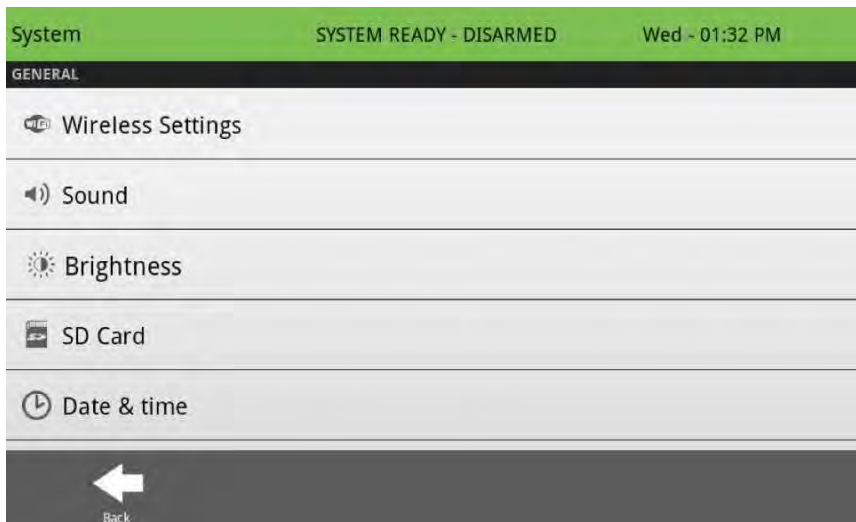 System SYSTEM READY - DISARMED Wed - 01:32 PM
GENERAL
Wireless Settings
Sound
Brightness
SD Card
Date & time
Back